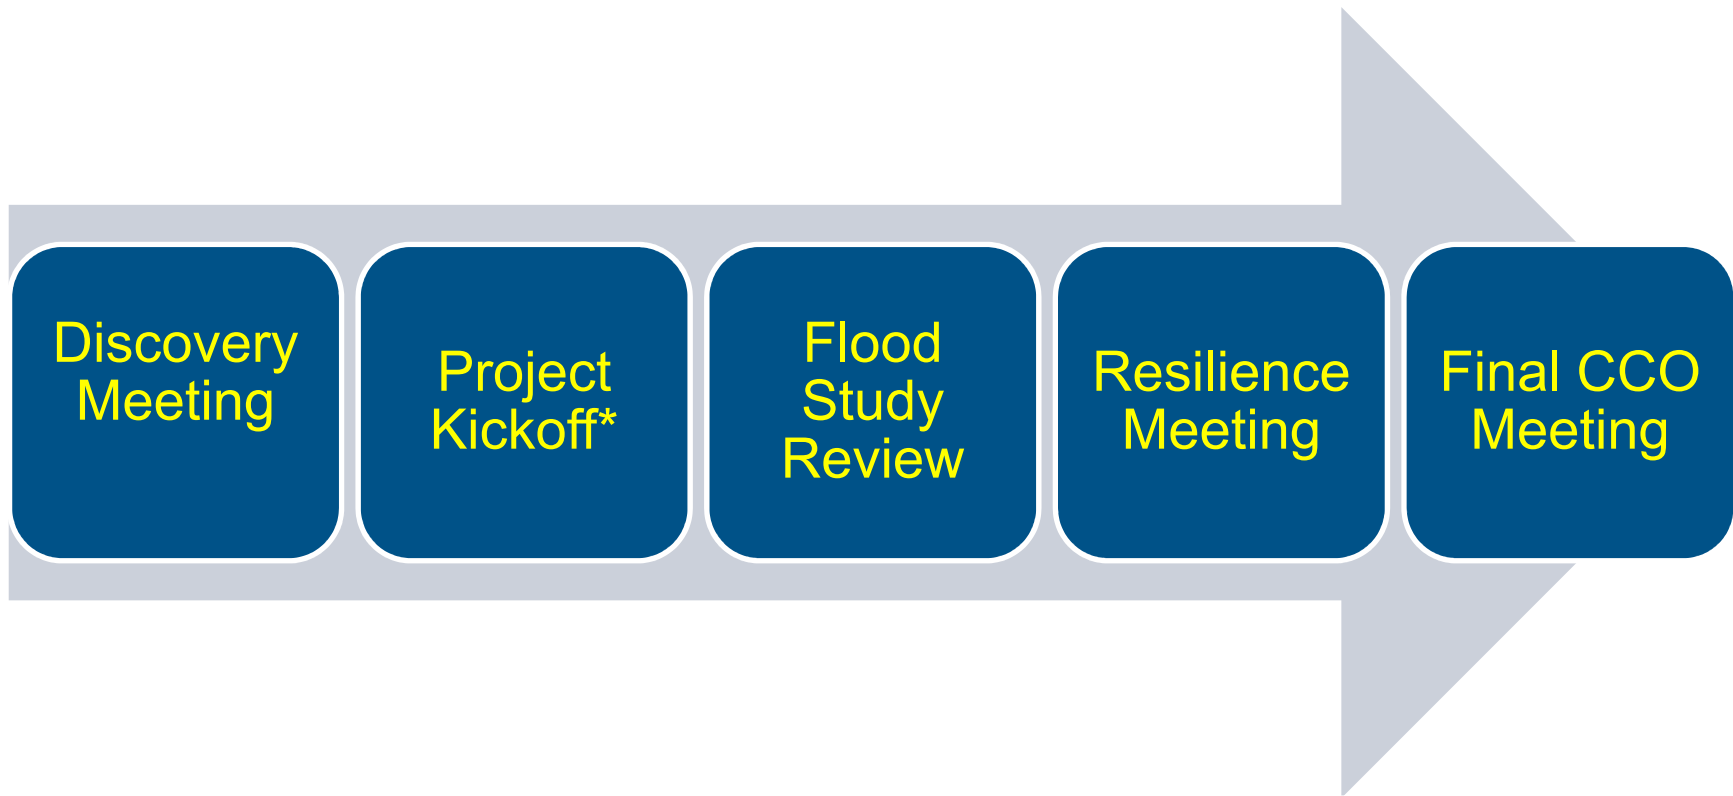 Discovery
Meeting
Project
Kickoff*
Flood
Study
Review
Resilience
Meeting
Final CCO
Meeting